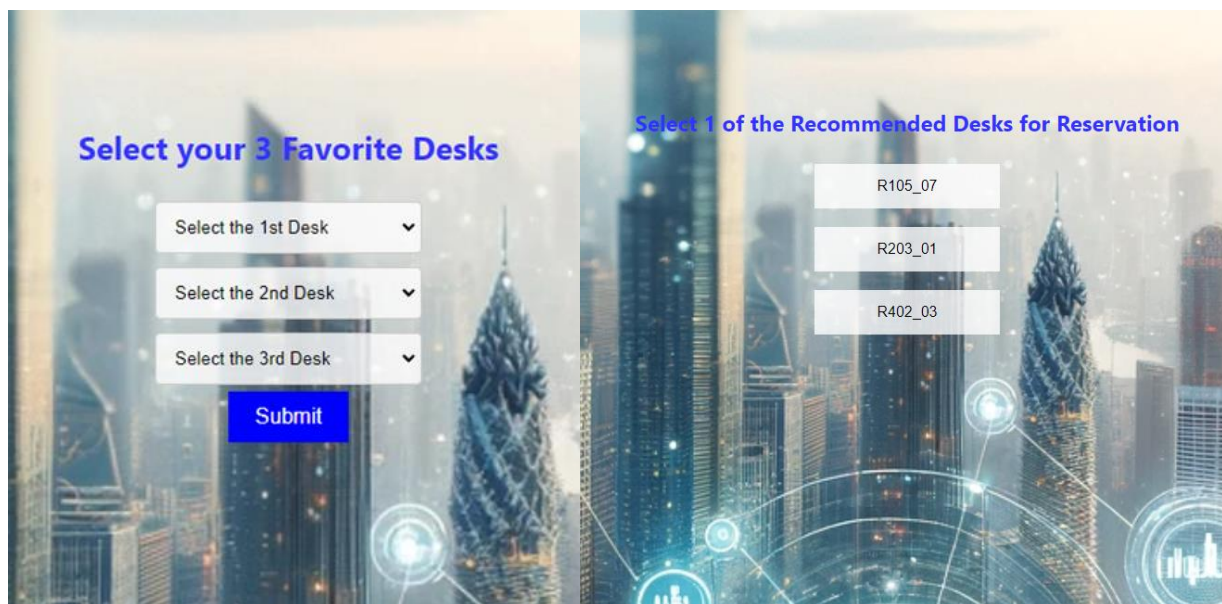 Select your 3 Favorite Desks
Select the 1st Desk
Select the 2nd Desk
Select the 3rd Desk
Submit
Select 1 of the Recommended Desks for Reservation
R105_07
R203_01
R402_03